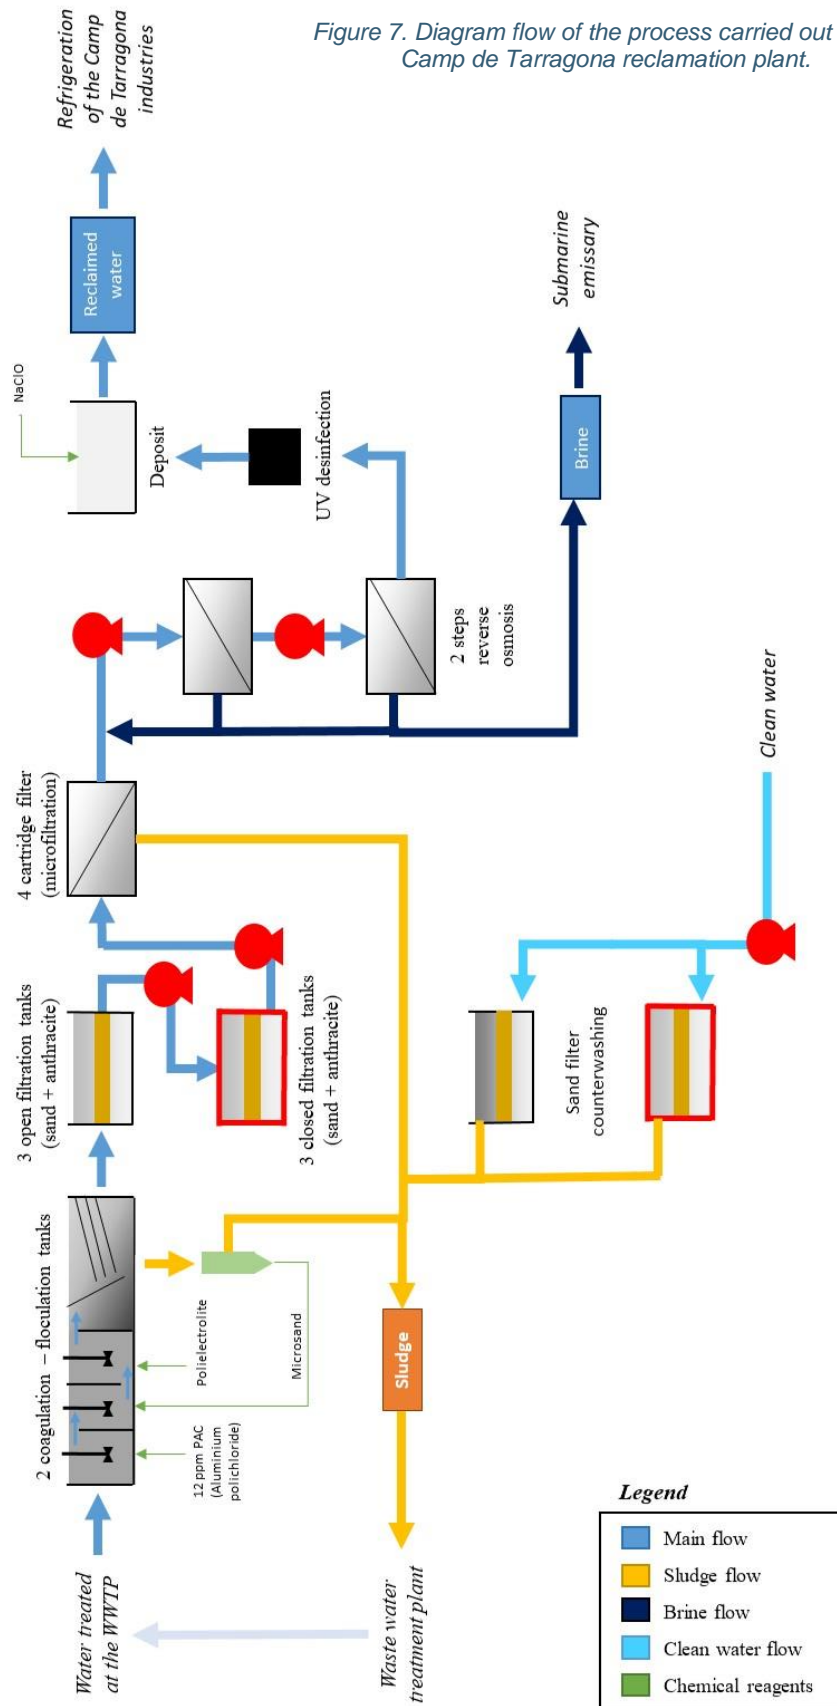 Figure 7. Diagram flow of the process carried out
Camp de Tarragona reclamation plant.
Water treated
at the WWTP
2 coagulation – floculation tanks
12 ppm PAC
(Aluminium
polichloride)
Polielectrolite
Microsand
3 open filtration tanks
(sand + anthracite)
3 closed filtration tanks
(sand + anthracite)
4 cartridge filter
(microfiltration)
2 steps
reverse
osmosis
UV desinfection
Deposit
NaClO
Reclaimed
water
Refrigeration
of the Camp
de Tarragona
industries
Brine
Submarine
emissary
Clean water
Sand filter
counterwashing
Sludge
Waste water
treatment plant
Legend
Main flow
Sludge flow
Brine flow
Clean water flow
Chemical reagents